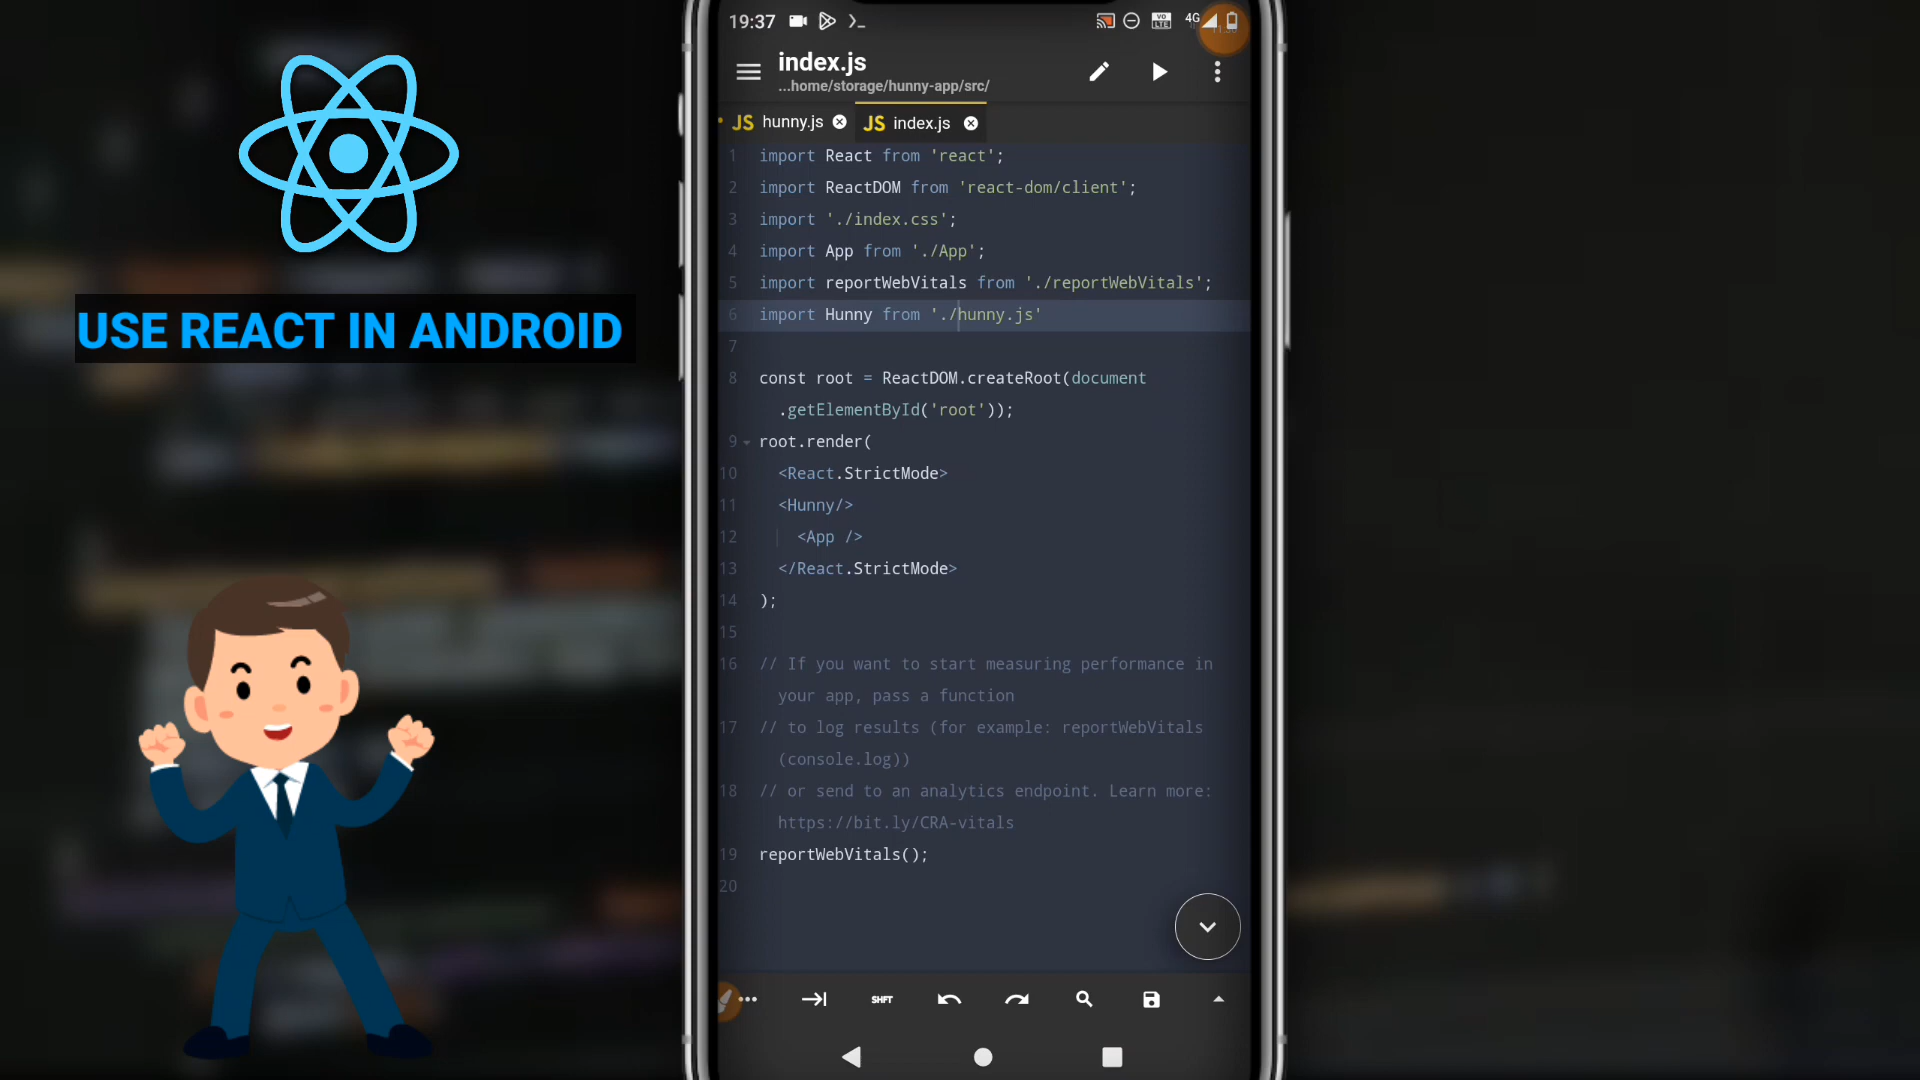 USE REACT IN ANDROID
19:37
VO
LTE
4G
index.js
...home/storage/hunny-app/src/
JS hunny.js
JS index.js
1 import React from 'react';
2 import ReactDOM from 'react-dom/client';
3 import './index.css';
4 import App from './App';
5 import reportWebVitals from './reportWebVitals';
6 import Hunny from './hunny.js'
7
8 const root = ReactDOM.createRoot(document
.getElementById('root'));
9 root.render(
10 <React.StrictMode>
11 <Hunny/>
12 <App />
13 </React.StrictMode>
14 );
15
16 // If you want to start measuring performance in
your app, pass a function
17 // to log results (for example: reportWebVitals
(console.log))
18 // or send to an analytics endpoint. Learn more:
https://bit.ly/CRA-vitals
19 reportWebVitals();
20
SHFT